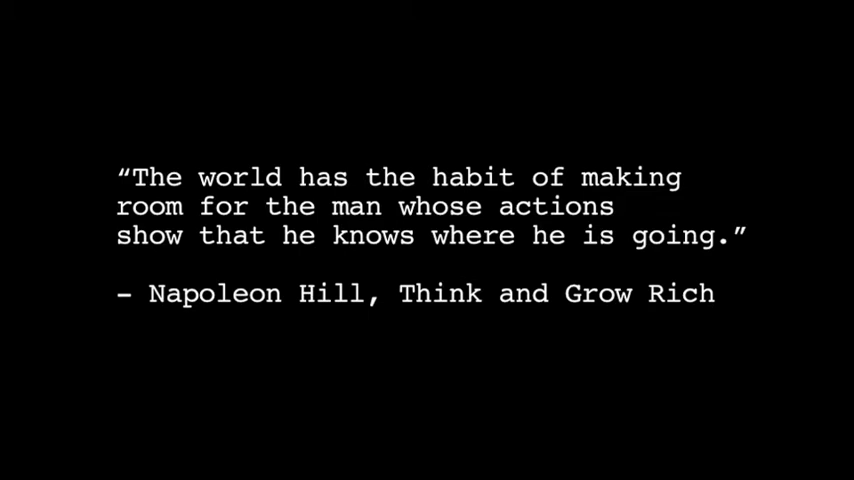 “The world has the habit of making
room for the man whose actions
show that he knows where he is going.”
– Napoleon Hill, Think and Grow Rich